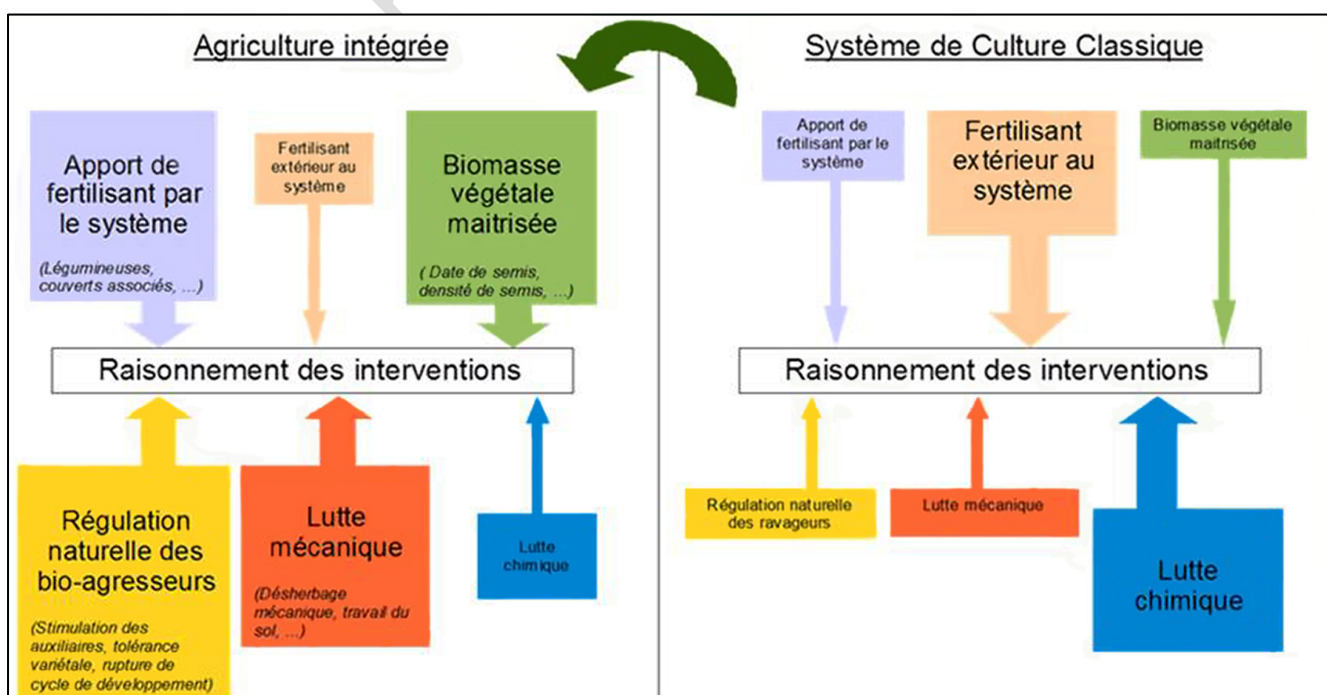 Agriculture intégrée
Système de Culture Classique
Apport de
fertilisant par
le système
(Légumineuses,
couverts associés, ...)
Fertilisant
extérieur au
système
Biomasse
végétale
maitrisée
( Date de semis,
densité de semis, ...)
Apport de
fertilisant par le
système
Fertilisant
extérieur au
système
Biomasse végétale
maitrisée
Raisonnement des interventions
Raisonnement des interventions
Régulation
naturelle des
bio-agresseurs
(Stimulation des
auxiliaires, tolérance
variétale, rupture de
cycle de développement)
Lutte
mécanique
(Désherbage
mécanique, travail du
sol, ...)
Lutte
chimique
Régulation naturelle
des ravageurs
Lutte mécanique
Lutte
chimique